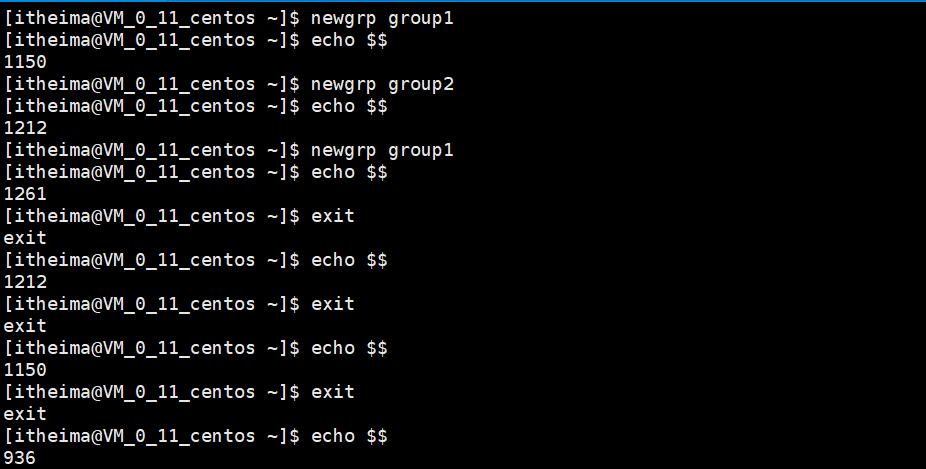 [itheima@VM_0_11_centos ~]$ newgrp group1
[itheima@VM_0_11_centos ~]$ echo $$
1150
[itheima@VM_0_11_centos ~]$ newgrp group2
[itheima@VM_0_11_centos ~]$ echo $$
1212
[itheima@VM_0_11_centos ~]$ newgrp group1
[itheima@VM_0_11_centos ~]$ echo $$
1261
[itheima@VM_0_11_centos ~]$ exit
exit
[itheima@VM_0_11_centos ~]$ echo $$
1212
[itheima@VM_0_11_centos ~]$ exit
exit
[itheima@VM_0_11_centos ~]$ echo $$
1150
[itheima@VM_0_11_centos ~]$ exit
exit
[itheima@VM_0_11_centos ~]$ echo $$
936